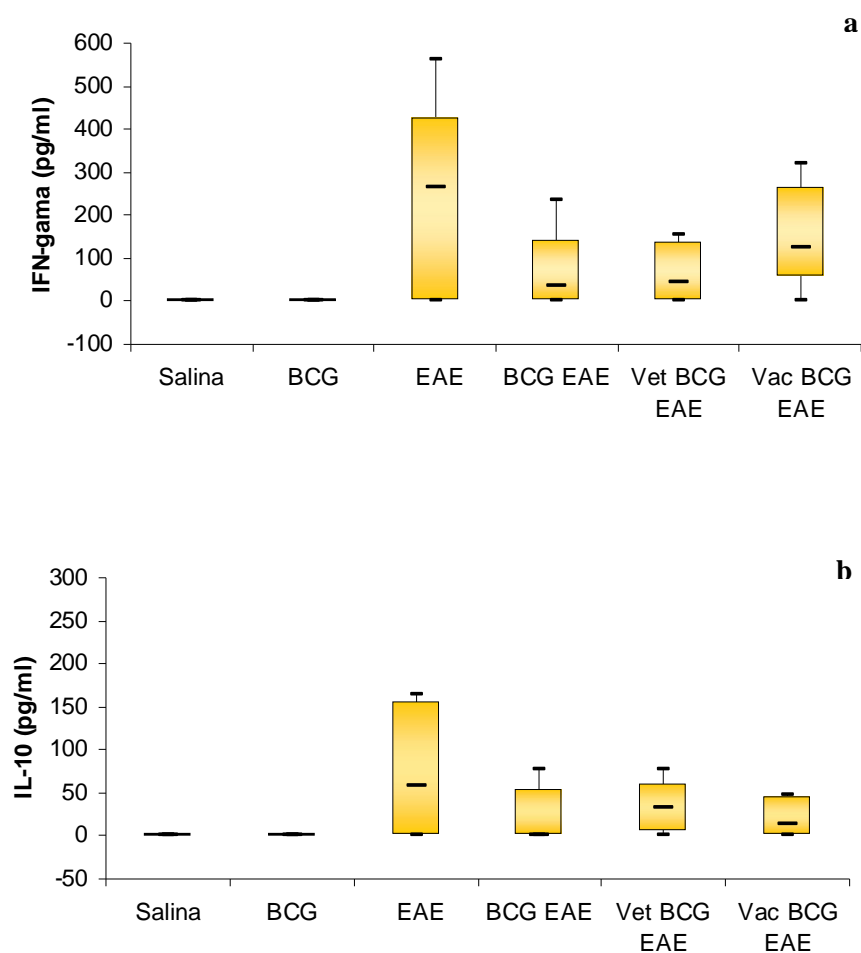 a
IFN-gama (pg/ml)
600
500
400
300
200
100
0
-100
Salina BCG EAE BCG EAE Vet BCG EAE Vac BCG EAE
b
IL-10 (pg/ml)
300
250
200
150
100
50
0
-50
Salina BCG EAE BCG EAE Vet BCG EAE Vac BCG EAE